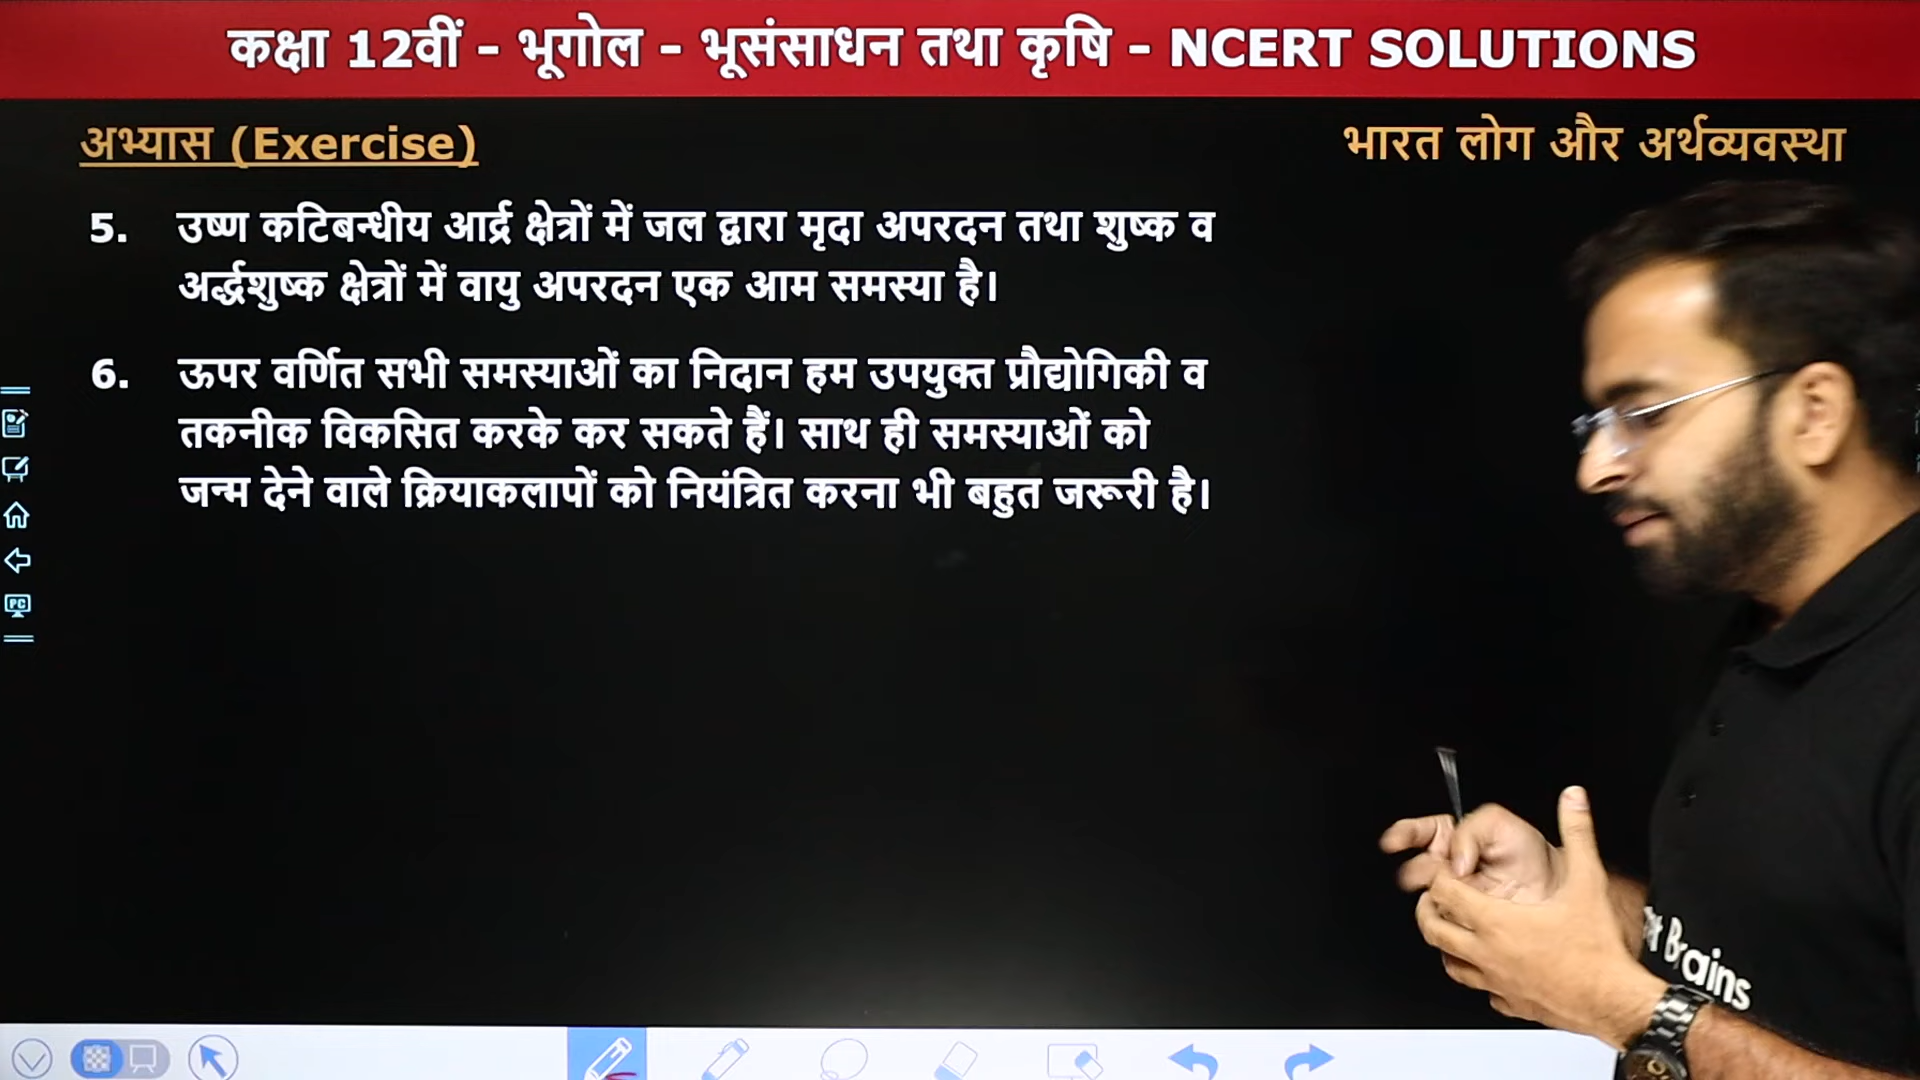 कक्षा 12वीं - भूगोल - भूसंसाधन तथा कृषि - NCERT SOLUTIONS
अभ्यास (Exercise)
भारत लोग और अर्थव्यवस्था
5. उष्ण कटिबन्धीय आर्द्र क्षेत्रों में जल द्वारा मृदा अपरदन तथा शुष्क व
अर्द्धशुष्क क्षेत्रों में वायु अपरदन एक आम समस्या है।
6. ऊपर वर्णित सभी समस्याओं का निदान हम उपयुक्त प्रौद्योगिकी व
तकनीक विकसित करके कर सकते हैं। साथ ही समस्याओं को
जन्म देने वाले क्रियाकलापों को नियंत्रित करना भी बहुत जरूरी है।
PC
Brains